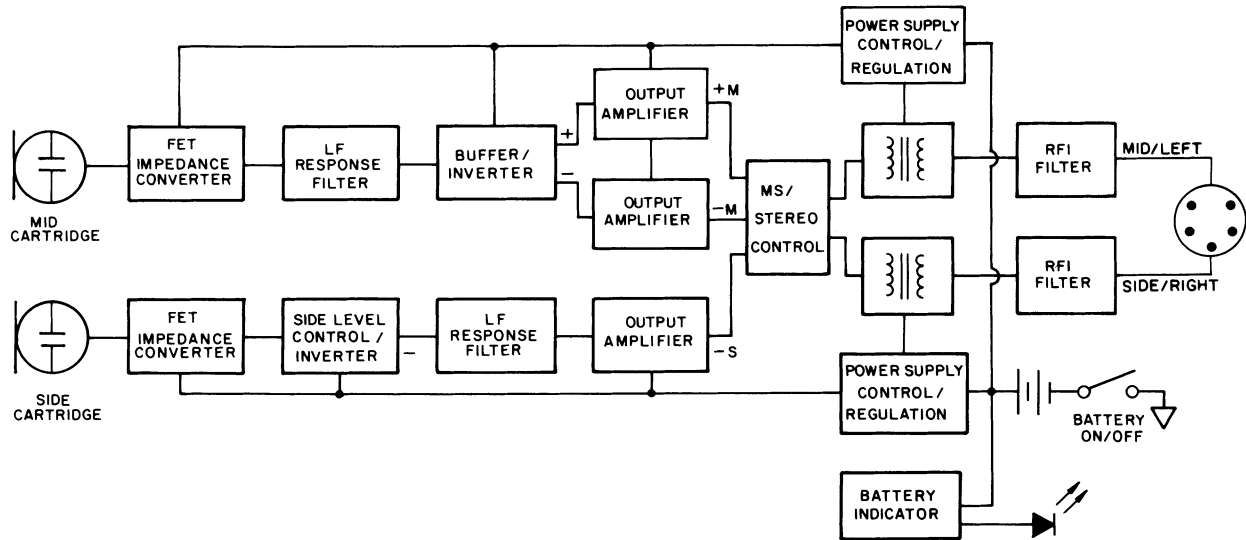 POWER SUPPLY
CONTROL/
REGULATION
OUTPUT
AMPLIFIER
+M
FET
IMPEDANCE
CONVERTER
LF
RESPONSE
FILTER
BUFFER/
INVERTER
+
-
OUTPUT
AMPLIFIER
-M
MS/
STEREO
CONTROL
RFI
FILTER
MID/LEFT
MID
CARTRIDGE
RFI
FILTER
SIDE/RIGHT
FET
IMPEDANCE
CONVERTER
SIDE LEVEL
CONTROL /
INVERTER
-
LF
RESPONSE
FILTER
OUTPUT
AMPLIFIER
-S
SIDE
CARTRIDGE
POWER SUPPLY
CONTROL/
REGULATION
BATTERY
ON/OFF
BATTERY
INDICATOR